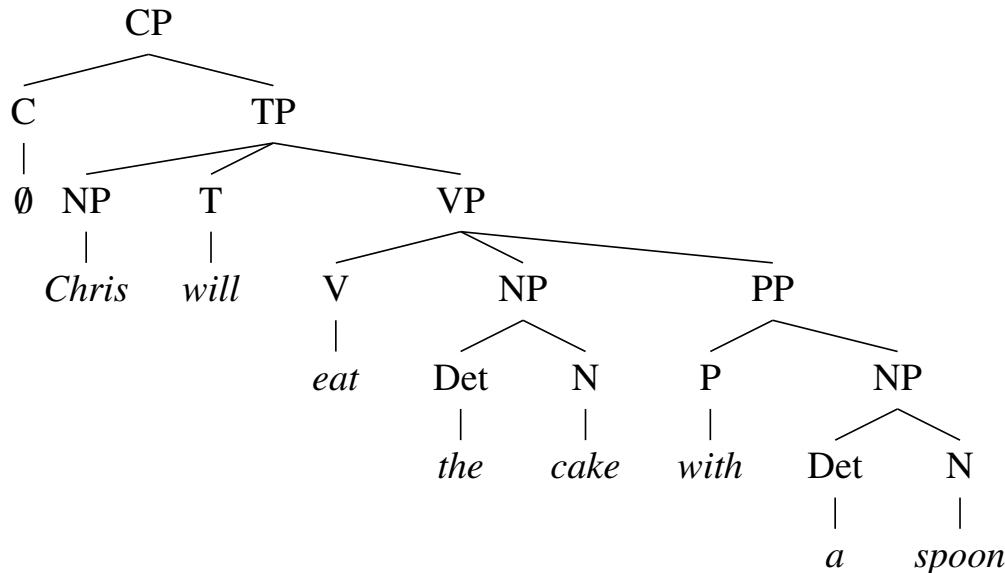 CP
C TP
∅ NP T VP
Chris will V NP PP
eat Det N P NP
the cake with Det N
a spoon